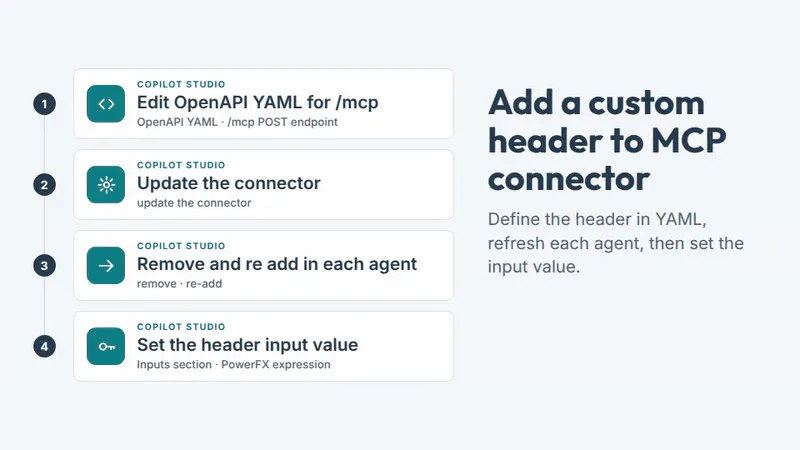 1
COPILOT STUDIO
Edit OpenAPI YAML for /mcp
OpenAPI YAML · /mcp POST endpoint
2
COPILOT STUDIO
Update the connector
update the connector
3
COPILOT STUDIO
Remove and re add in each agent
remove · re-add
4
COPILOT STUDIO
Set the header input value
Inputs section · PowerFX expression
Add a custom
header to MCP
connector
Define the header in YAML,
refresh each agent, then set the
input value.